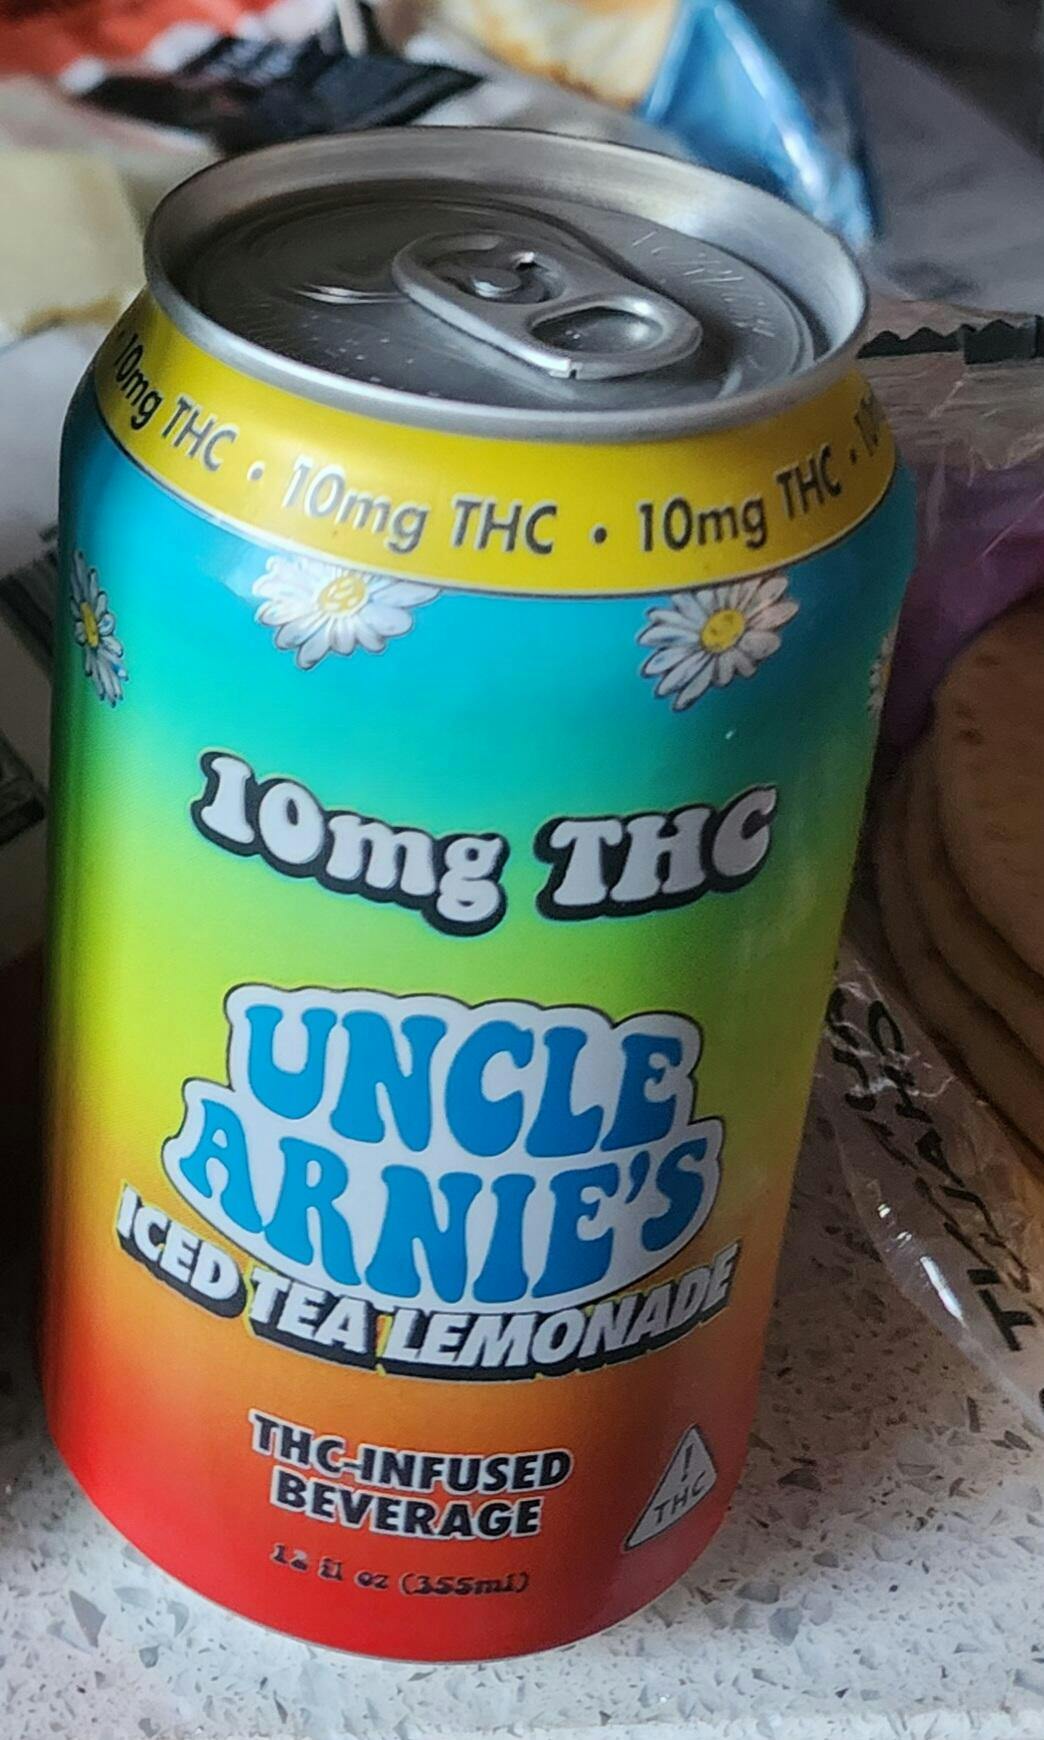 10mg THC • 10mg THC • 10mg THC •
10mg THC
UNCLE
ARNIE'S
ICED TEA LEMONADE
THC-INFUSED
BEVERAGE
12 fl oz (355ml)
!
THC